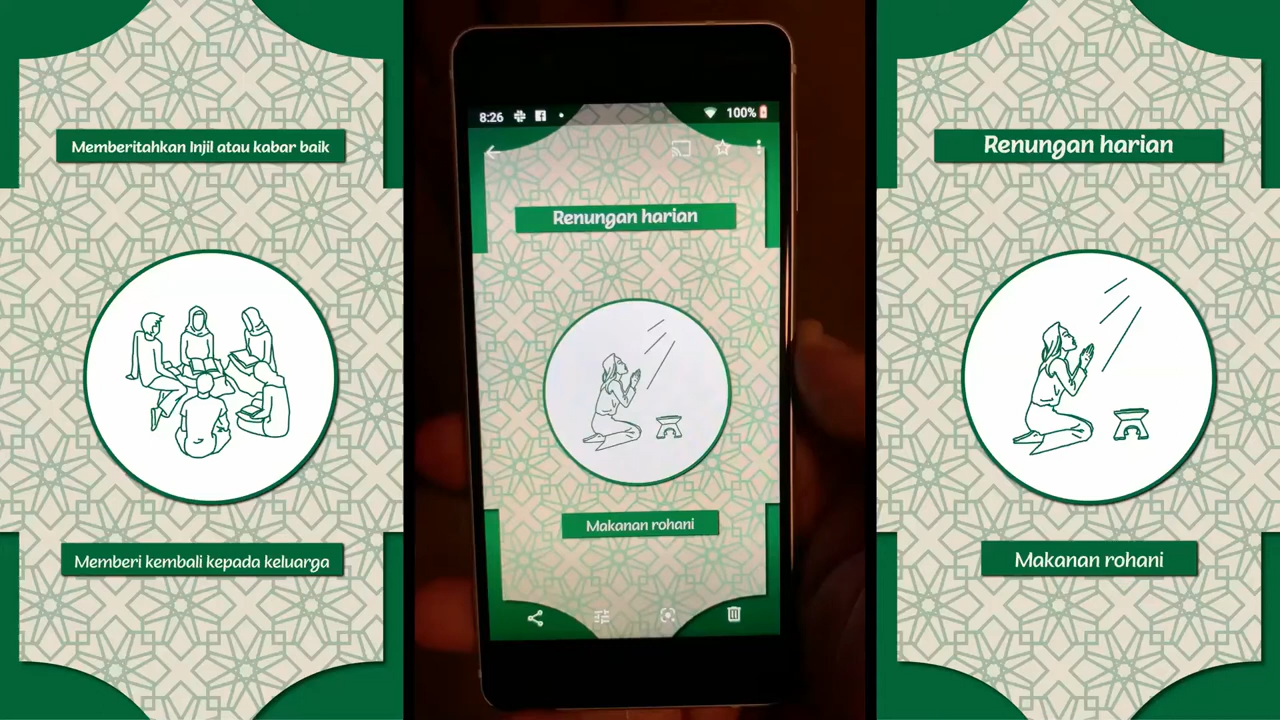 Memberitahkan Injil atau kabar baik
Memberi kembali kepada keluarga
8:26
100%
Renungan harian
Makanan rohani
Renungan harian
Makanan rohani